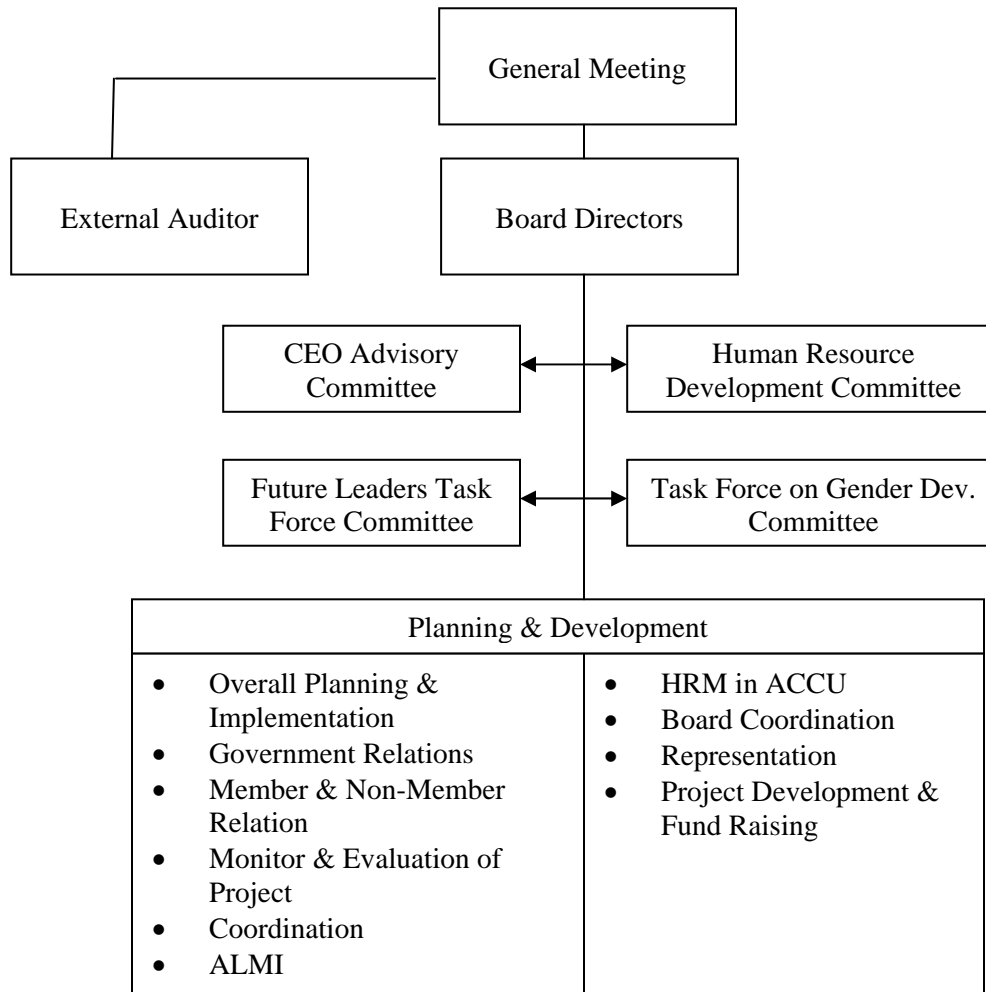 General Meeting
External Auditor
Board Directors
CEO Advisory
Committee
Human Resource
Development Committee
Future Leaders Task
Force Committee
Task Force on Gender Dev.
Committee
Planning & Development
• Overall Planning &
Implementation
• Government Relations
• Member & Non-Member
Relation
• Monitor & Evaluation of
Project
• Coordination
• ALMI
• HRM in ACCU
• Board Coordination
• Representation
• Project Development &
Fund Raising